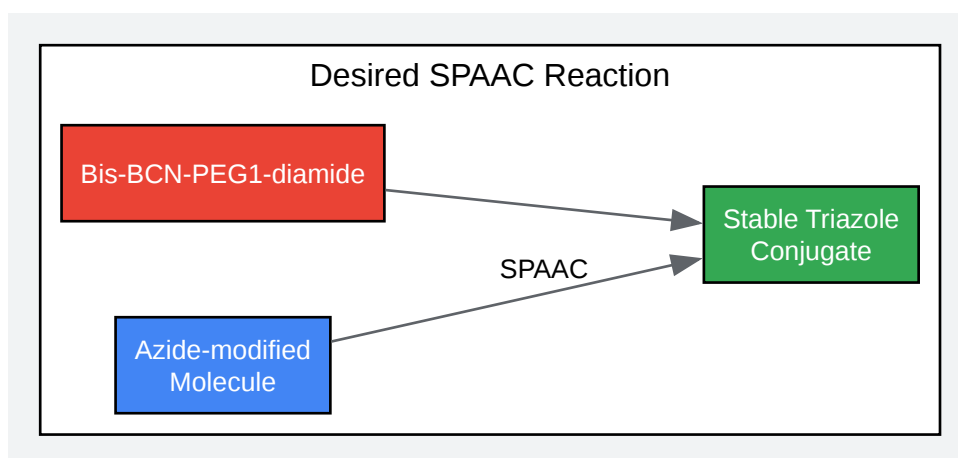 Desired SPAAC Reaction
Bis-BCN-PEG1-diamide
Stable Triazole
Conjugate
SPAAC
Azide-modified
Molecule